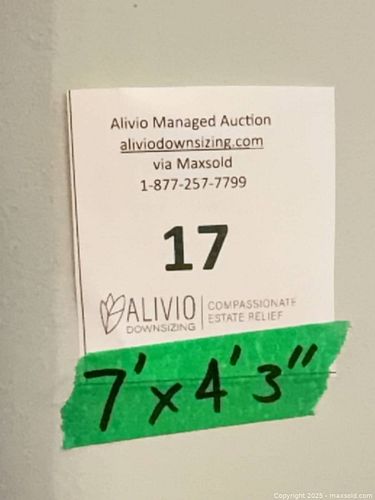 Alivio Managed Auction
aliviodownsizing.com
via Maxsold
1-877-257-7799
17
ALIVIO
DOWNSIZING
COMPASSIONATE
ESTATE RELIEF
7' x 4' 3"
Copyright 2025 - maxsold.com